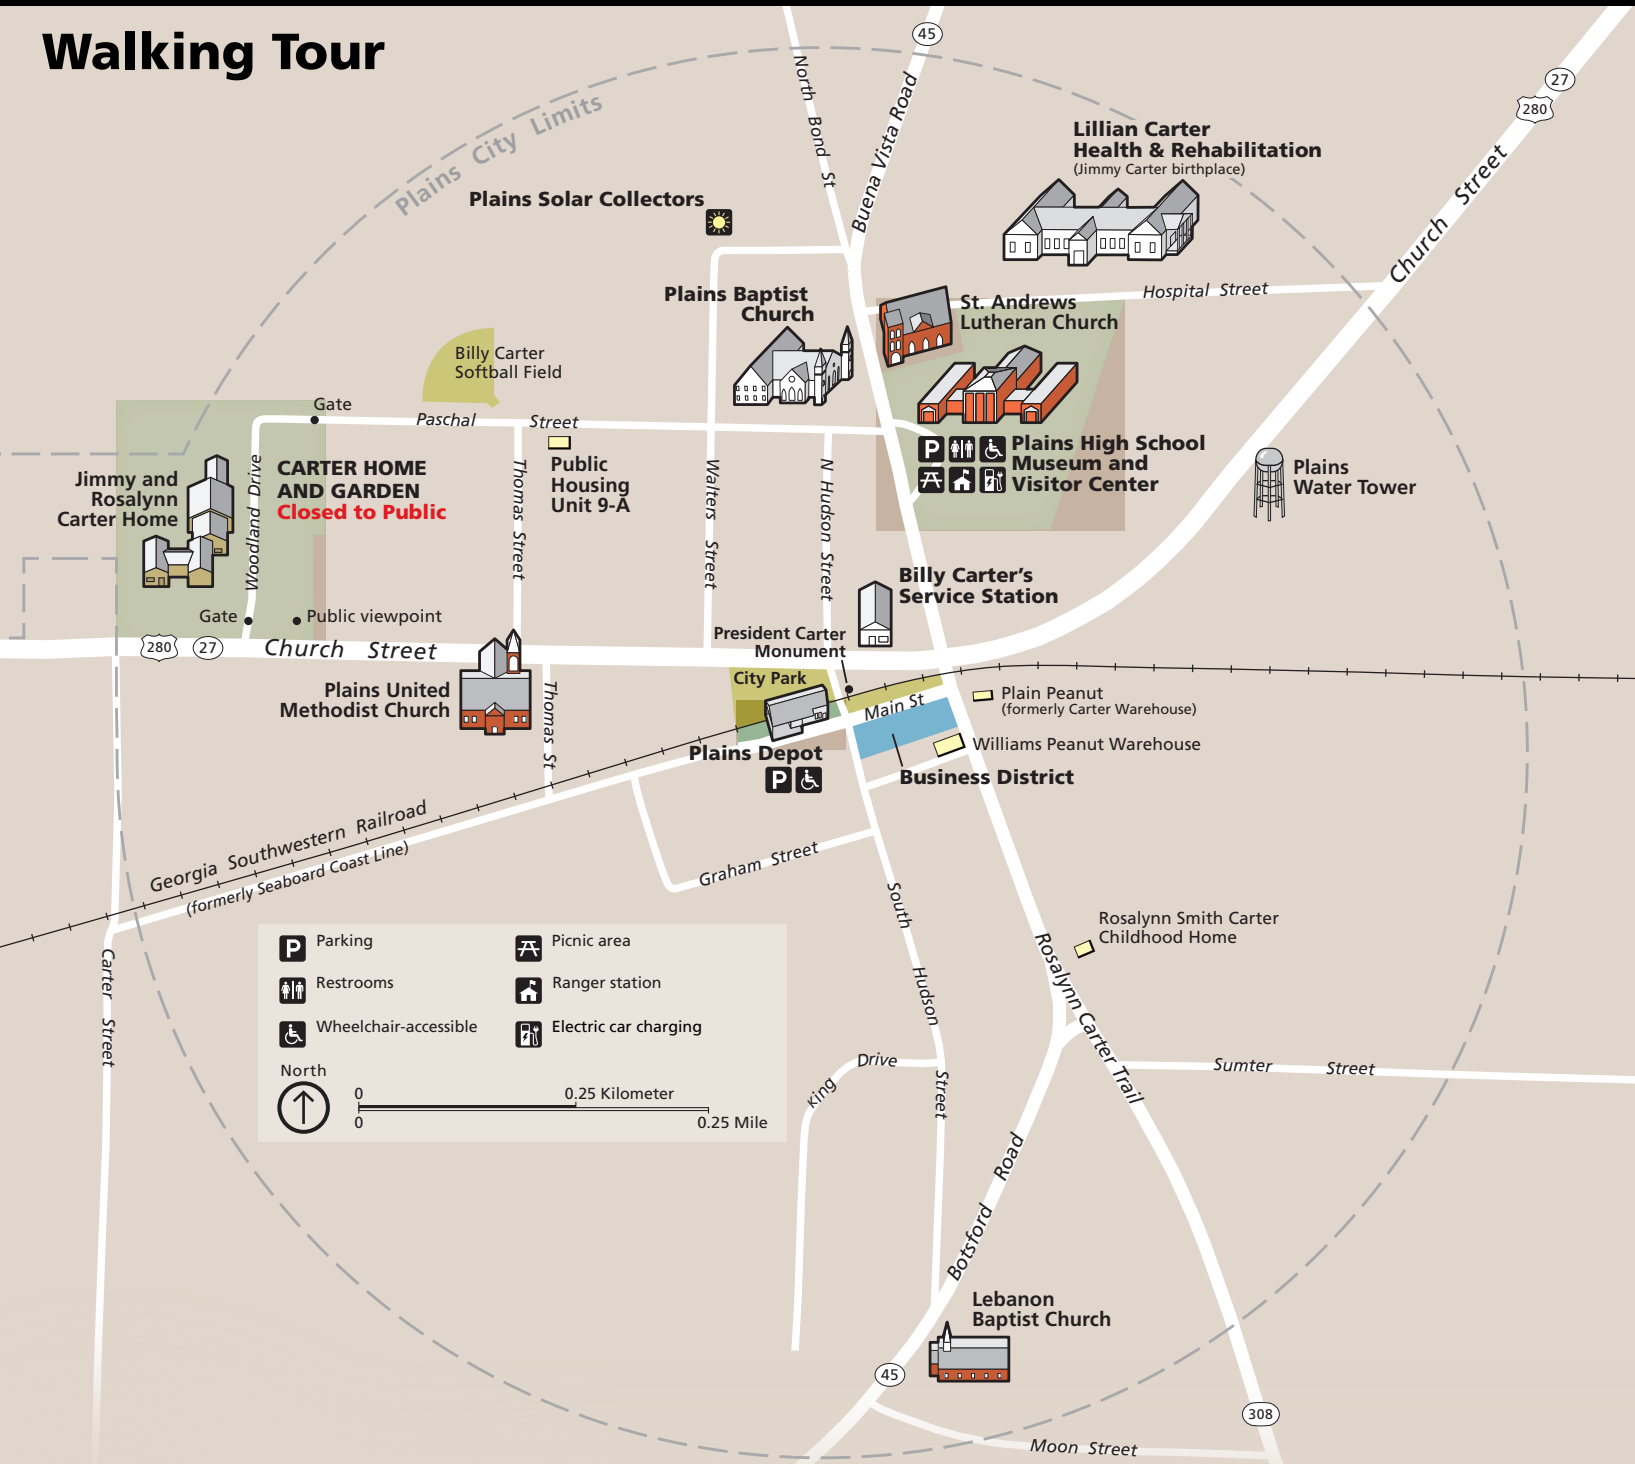 Walking Tour
45
27
280
Plains City Limits
North Bond St
Buena Vista Road
Lillian Carter
Health & Rehabilitation
(Jimmy Carter birthplace)
Church Street
Plains Solar Collectors
Hospital Street
Plains Baptist
Church
St. Andrews
Lutheran Church
Billy Carter
Softball Field
Gate
Paschal Street
CARTER HOME
AND GARDEN
Closed to Public
Jimmy and
Rosalynn
Carter Home
Woodland Drive
Thomas Street
Public
Housing
Unit 9-A
Walters Street
N Hudson Street
P
Plains High School
Museum and
Visitor Center
Plains
Water Tower
Billy Carter's
Service Station
Gate
Public viewpoint
280
27
Church Street
President Carter
Monument
City Park
Main St
Plain Peanut
(formerly Carter Warehouse)
Plains United
Methodist Church
Thomas St
Williams Peanut Warehouse
Plains Depot
P
Business District
Georgia Southwestern Railroad
(formerly Seaboard Coast Line)
Graham Street
South Hudson Street
Rosalynn Smith Carter
Childhood Home
Rosalynn Carter Trail
Carter Street
P
Parking
Picnic area
Restrooms
Ranger station
Wheelchair-accessible
Electric car charging
North
0
0.25 Kilometer
0
0.25 Mile
King Drive
Sumter Street
Botsford Road
Lebanon
Baptist Church
45
308
Moon Street